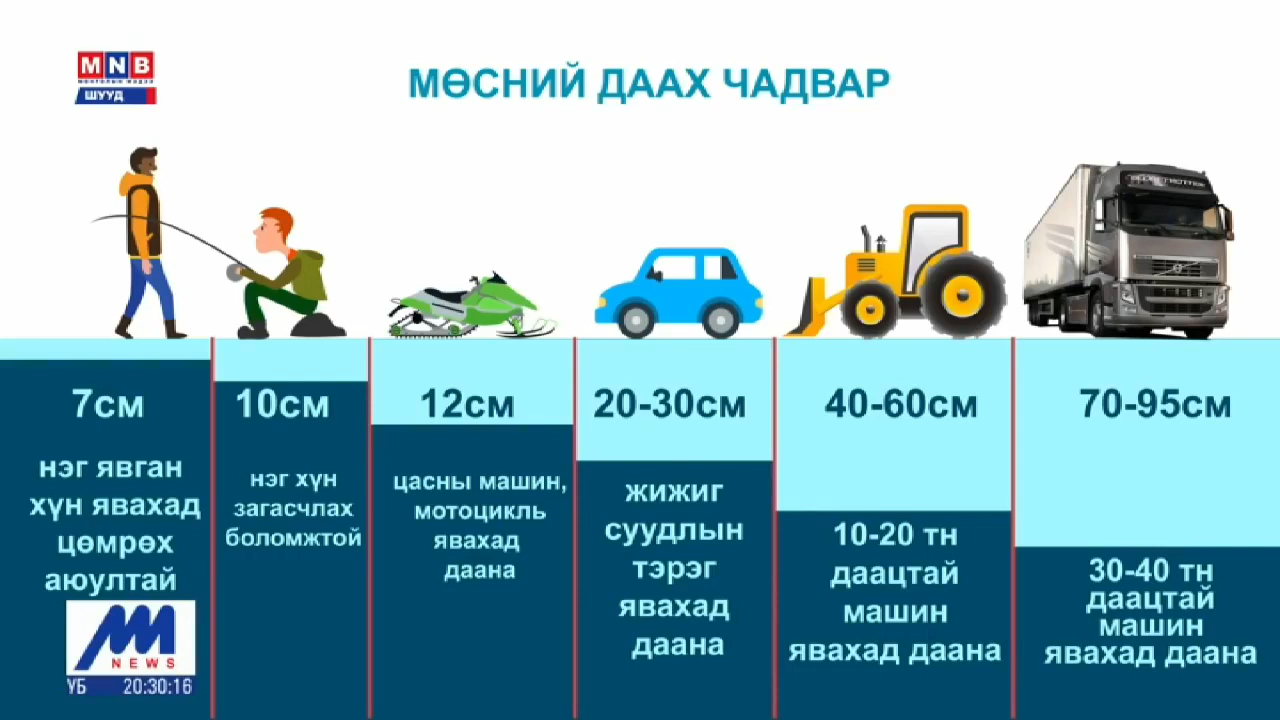 MNB
МОНГОЛЫН МЭДЭЭ
ШУУД
МӨСНИЙ ДААХ ЧАДВАР
7см
нэг явган
хүн явахад
цөмрөх
аюултай
10см
нэг хүн
загасчлах
боломжтой
12см
цасны машин,
мотоцикль
явахад
даана
20-30см
жижиг
суудлын
тэрэг
явахад
даана
40-60см
10-20 тн
даацтай
машин
явахад даана
70-95см
30-40 тн
даацтай
машин
явахад даана
M
NEWS
УБ 20:30:16